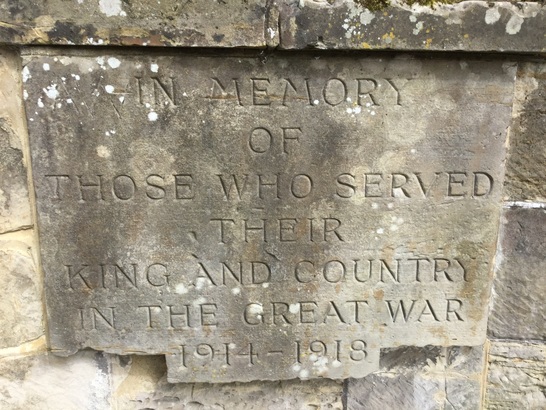 IN MEMORY
OF
THOSE WHO SERVED
THEIR
KING AND COUNTRY
IN THE GREAT WAR
1914-1918